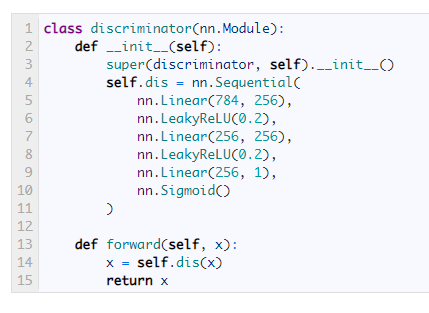 1 class discriminator(nn.Module):
2     def __init__(self):
3         super(discriminator, self).__init__()
4         self.dis = nn.Sequential(
5             nn.Linear(784, 256),
6             nn.LeakyReLU(0.2),
7             nn.Linear(256, 256),
8             nn.LeakyReLU(0.2),
9             nn.Linear(256, 1),
10             nn.Sigmoid()
11         )
12
13     def forward(self, x):
14         x = self.dis(x)
15         return x